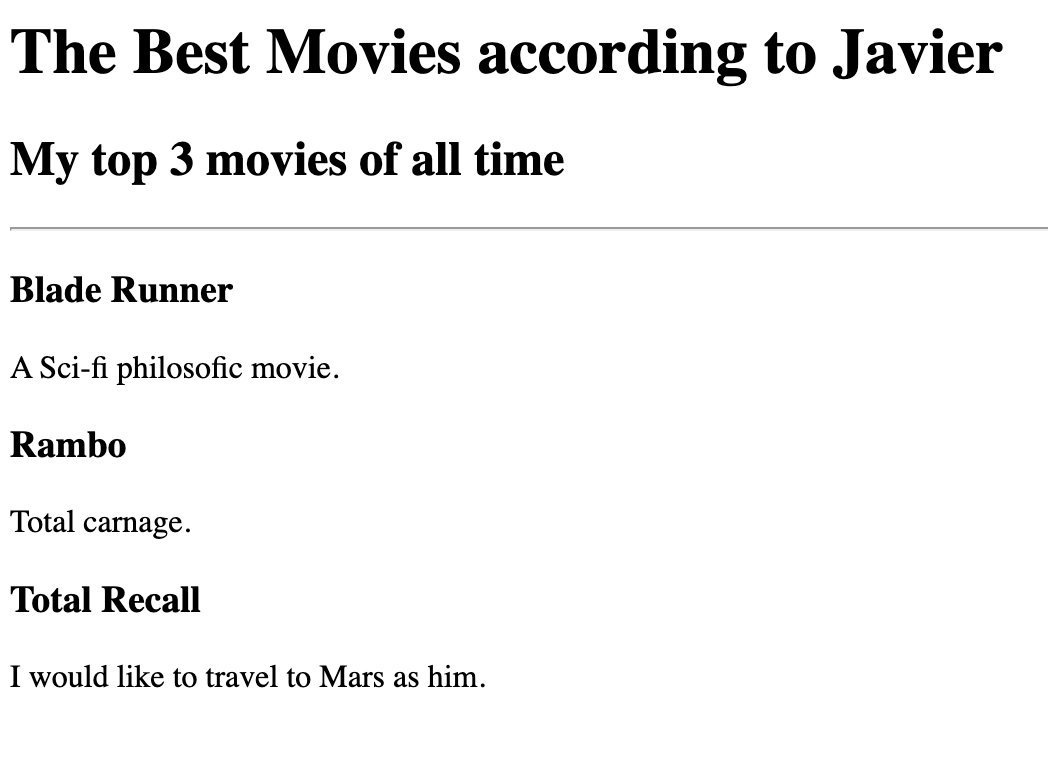 The Best Movies according to Javier
My top 3 movies of all time
Blade Runner
A Sci-fi philosofic movie.
Rambo
Total carnage.
Total Recall
I would like to travel to Mars as him.